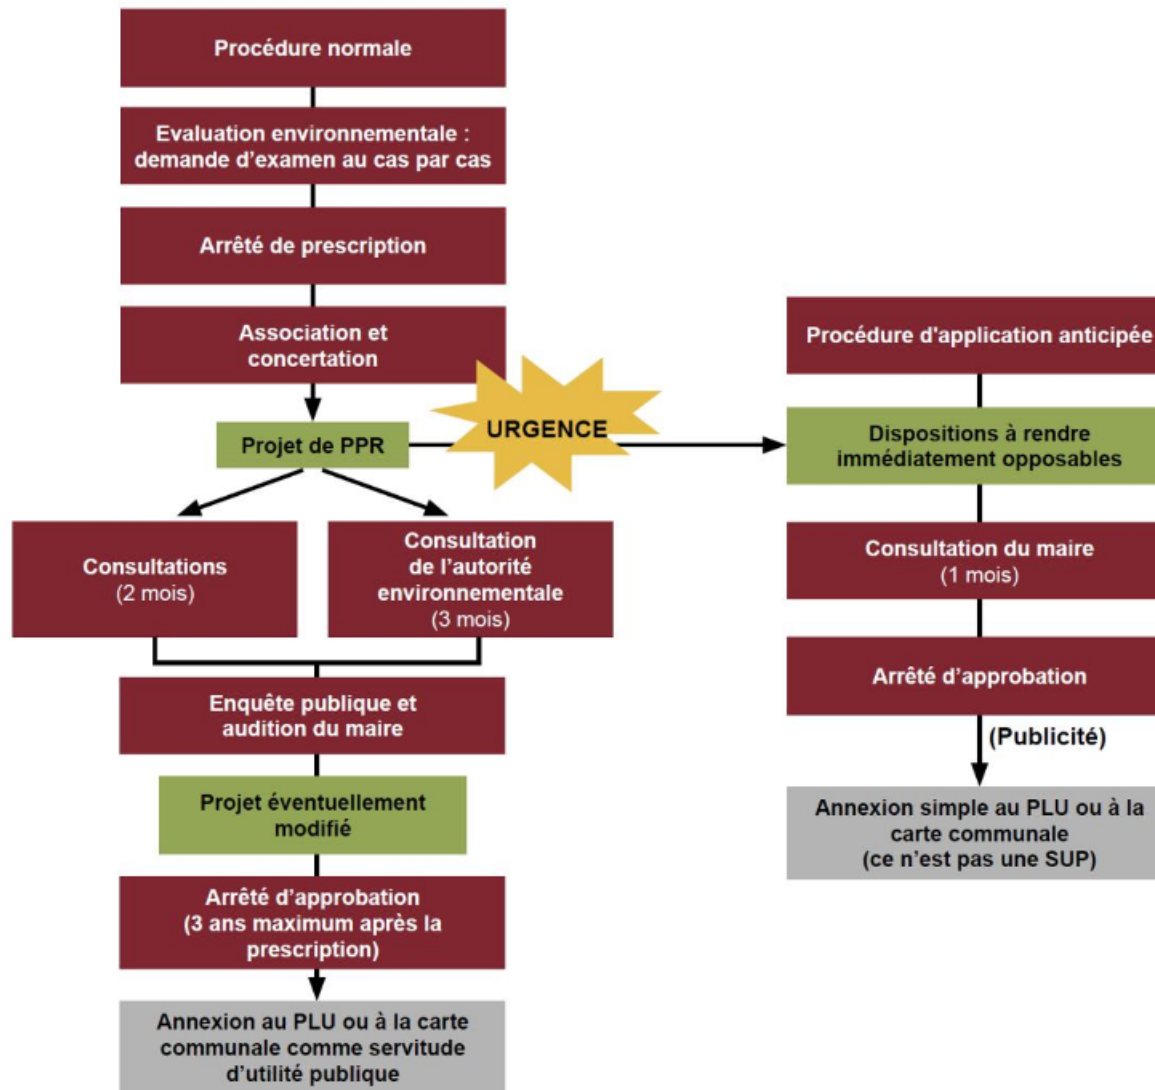 Procédure normale
Evaluation environnementale :
demande d'examen au cas par cas
Arrêté de prescription
Association et
concertation
Projet de PPR
URGENCE
Consultations
(2 mois)
Consultation
de l'autorité
environnementale
(3 mois)
Enquête publique et
audition du maire
Projet éventuellement
modifié
Arrêté d'approbation
(3 ans maximum après la
prescription)
Annexion au PLU ou à la carte
communale comme servitude
d'utilité publique
Procédure d'application anticipée
Dispositions à rendre
immédiatement opposables
Consultation du maire
(1 mois)
Arrêté d'approbation
(Publicité)
Annexion simple au PLU ou à la
carte communale
(ce n'est pas une SUP)